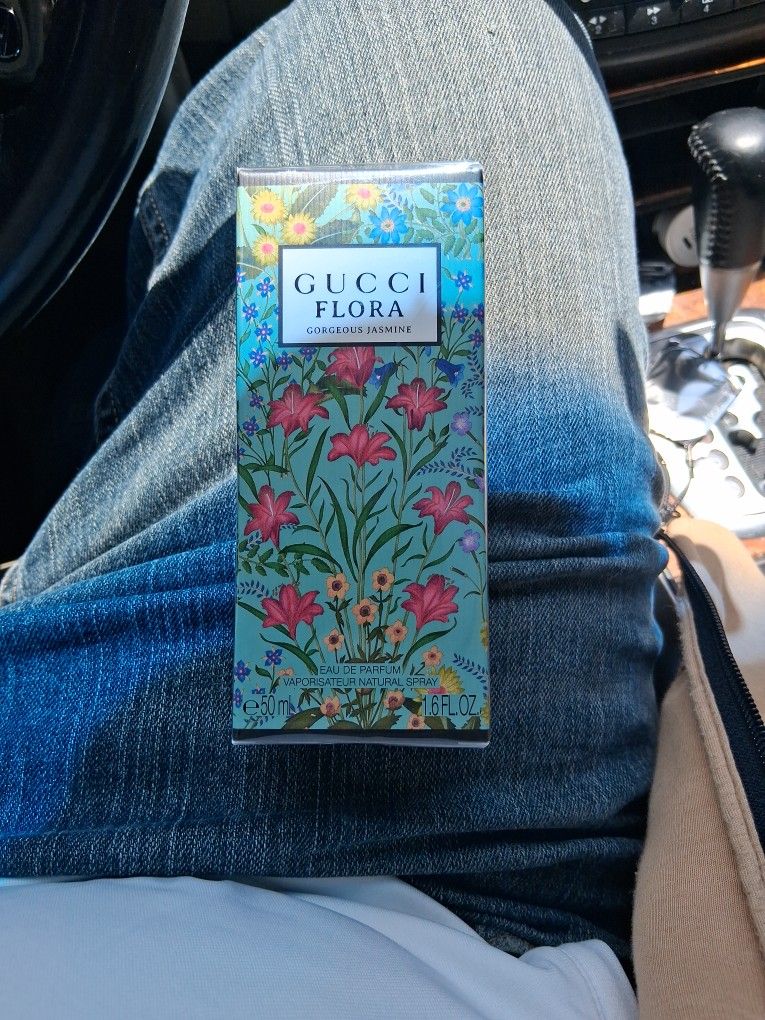 GUCCI
FLORA
GORGEOUS JASMINE
EAU DE PARFUM
VAPORISATEUR NATURAL SPRAY
℮50 ml 1.6 FL.OZ.